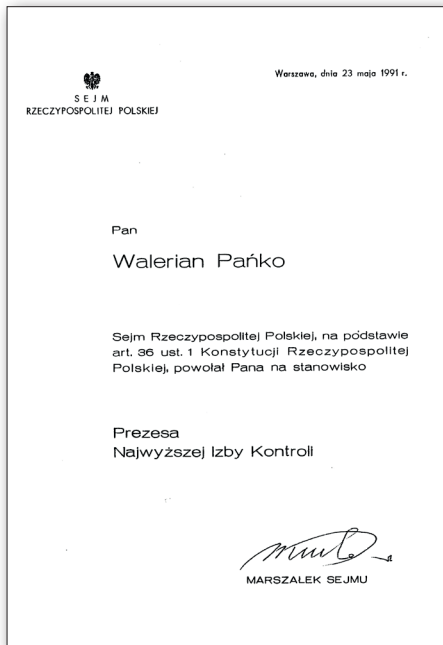 Warszawa, dnia 23 maja 1991 r.
SEJM
RZECZYPOSPOLITEJ POLSKIEJ
Pan
Walerian Pańko
Sejm Rzeczypospolitej Polskiej, na podstawie
art. 36 ust. 1 Konstytucji Rzeczypospolitej
Polskiej, powołał Pana na stanowisko
Prezesa
Najwyższej Izby Kontroli
MARSZAŁEK SEJMU